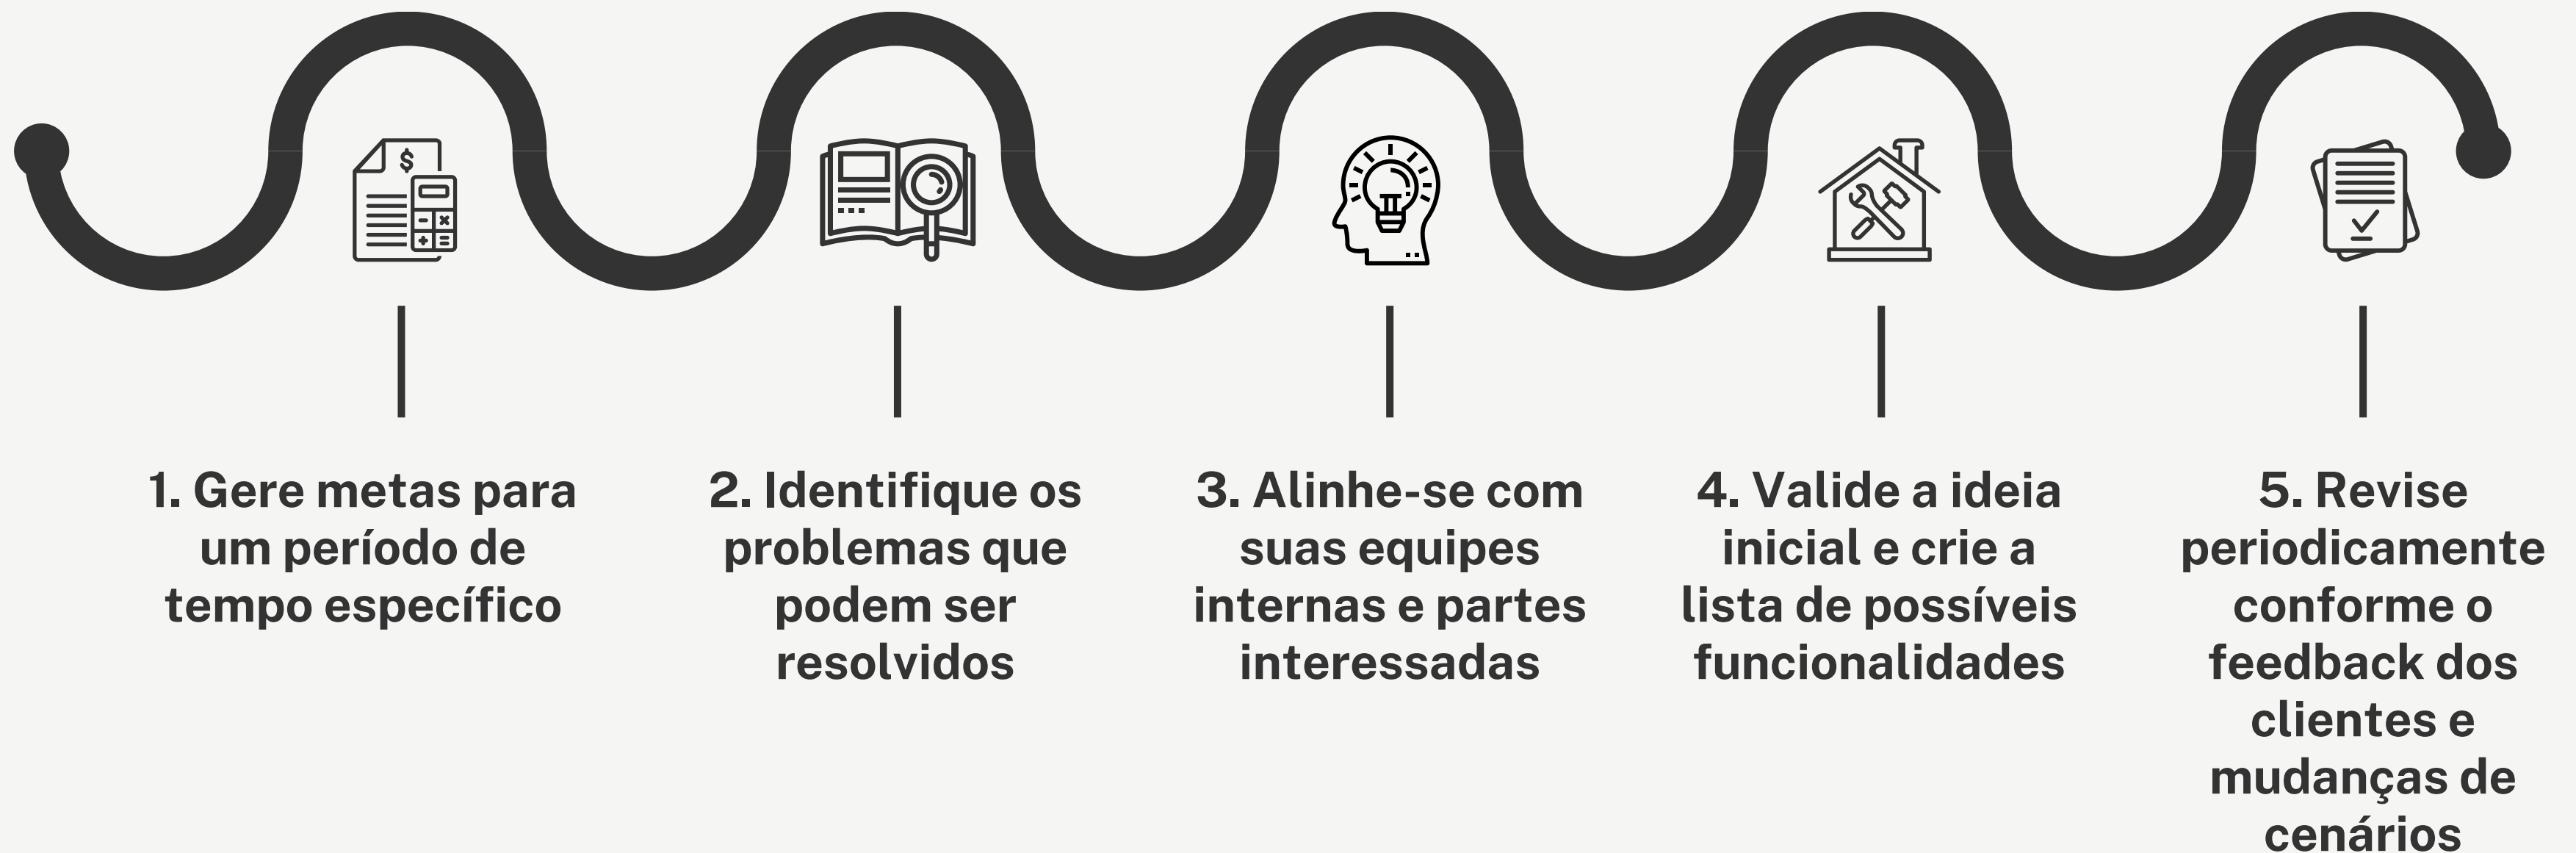 1. Gere metas para
um período de
tempo específico
2. Identifique os
problemas que
podem ser
resolvidos
3. Alinhe-se com
suas equipes
internas e partes
interessadas
4. Valide a ideia
inicial e crie a
lista de possíveis
funcionalidades
5. Revise
periodicamente
conforme o
feedback dos
clientes e
mudanças de
cenários